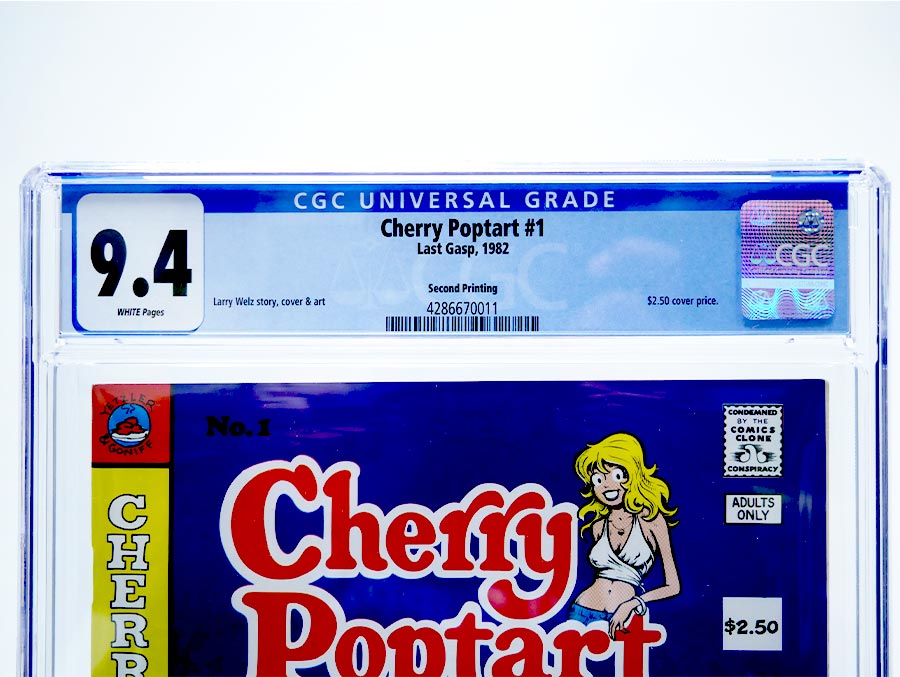 CGC UNIVERSAL GRADE
9.4
WHITE Pages
Cherry Poptart #1
Last Gasp, 1982
Second Printing
4286670011
Larry Welz story, cover & art
$2.50 cover price.
CGC
CGC
No. 1
CHERR
Cherry
Poptart
CONDEMNED
BY THE
COMICS
CLONE
CONSPIRACY
ADULTS
ONLY
$2.50